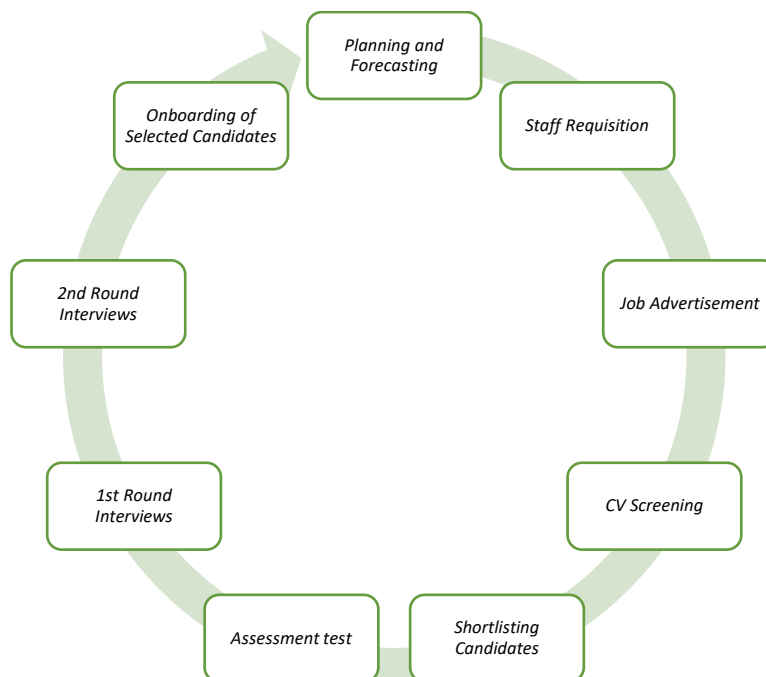 Planning and
Forecasting
Staff Requisition
Job Advertisement
CV Screening
Shortlisting
Candidates
Assessment test
1st Round
Interviews
2nd Round
Interviews
Onboarding of
Selected Candidates